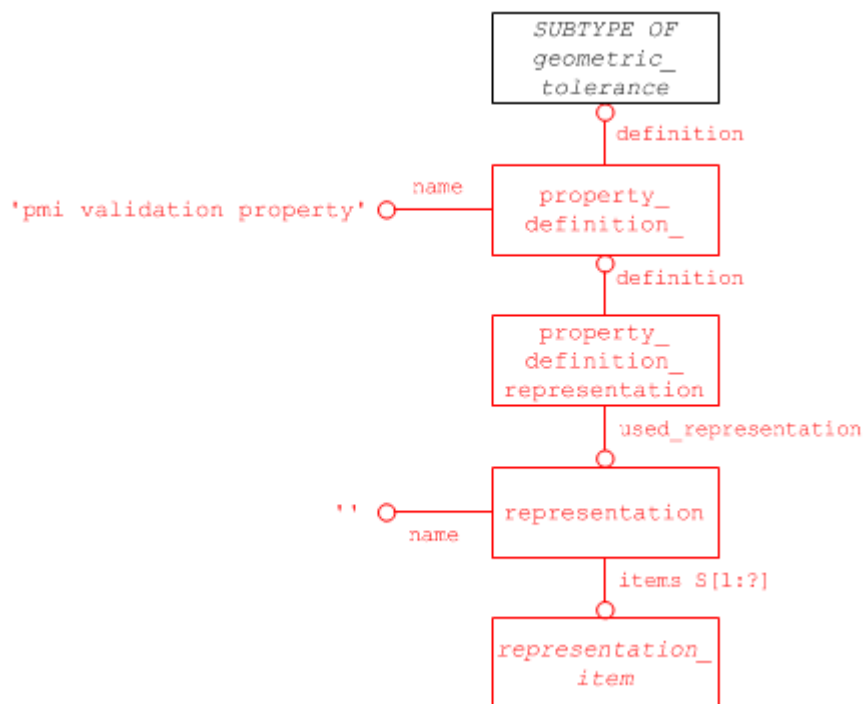 SUBTYPE OF
geometric_
tolerance
definition
name
'pmi validation property'
property_
definition_
definition
property_
definition_
representation
used_representation
''
name
representation
items S[1:?]
representation_
item